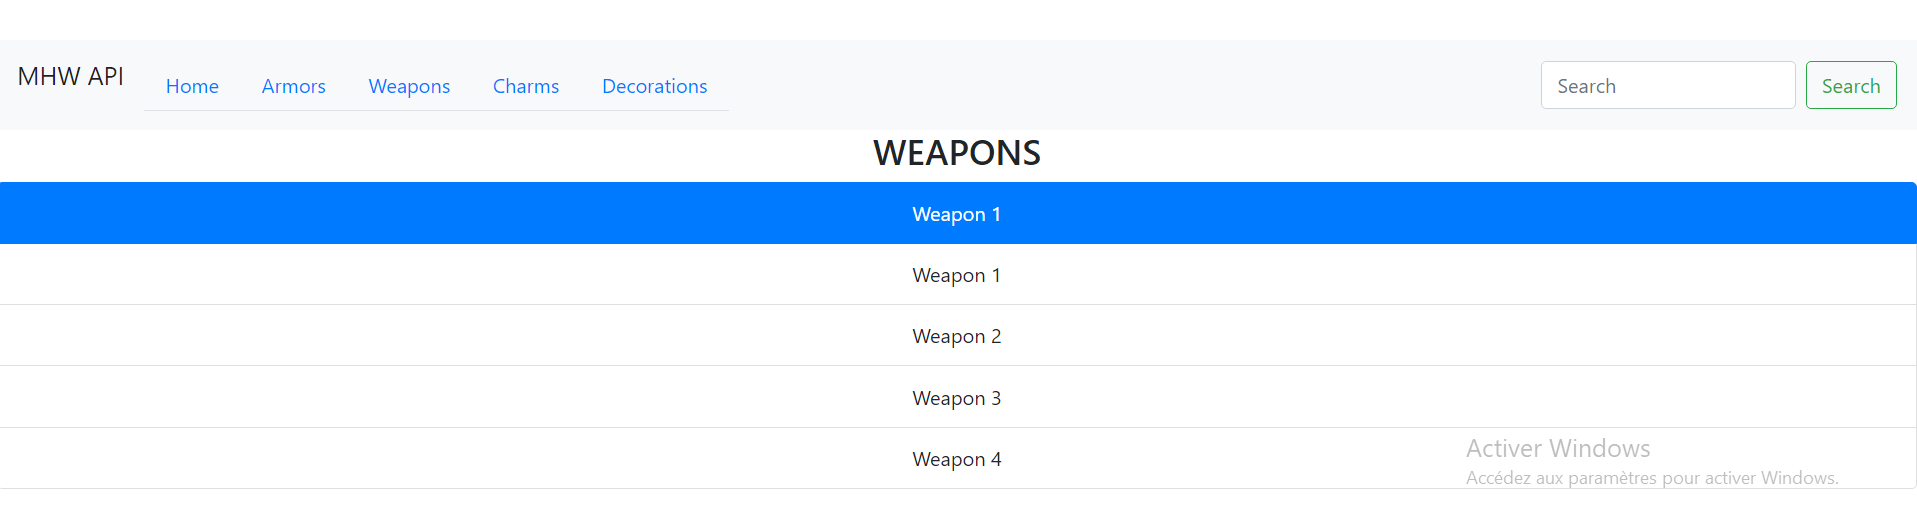 MHW API Home Armors Weapons Charms Decorations Search Search
WEAPONS
Weapon 1
Weapon 1
Weapon 2
Weapon 3
Weapon 4
Activer Windows
Accédez aux paramètres pour activer Windows.